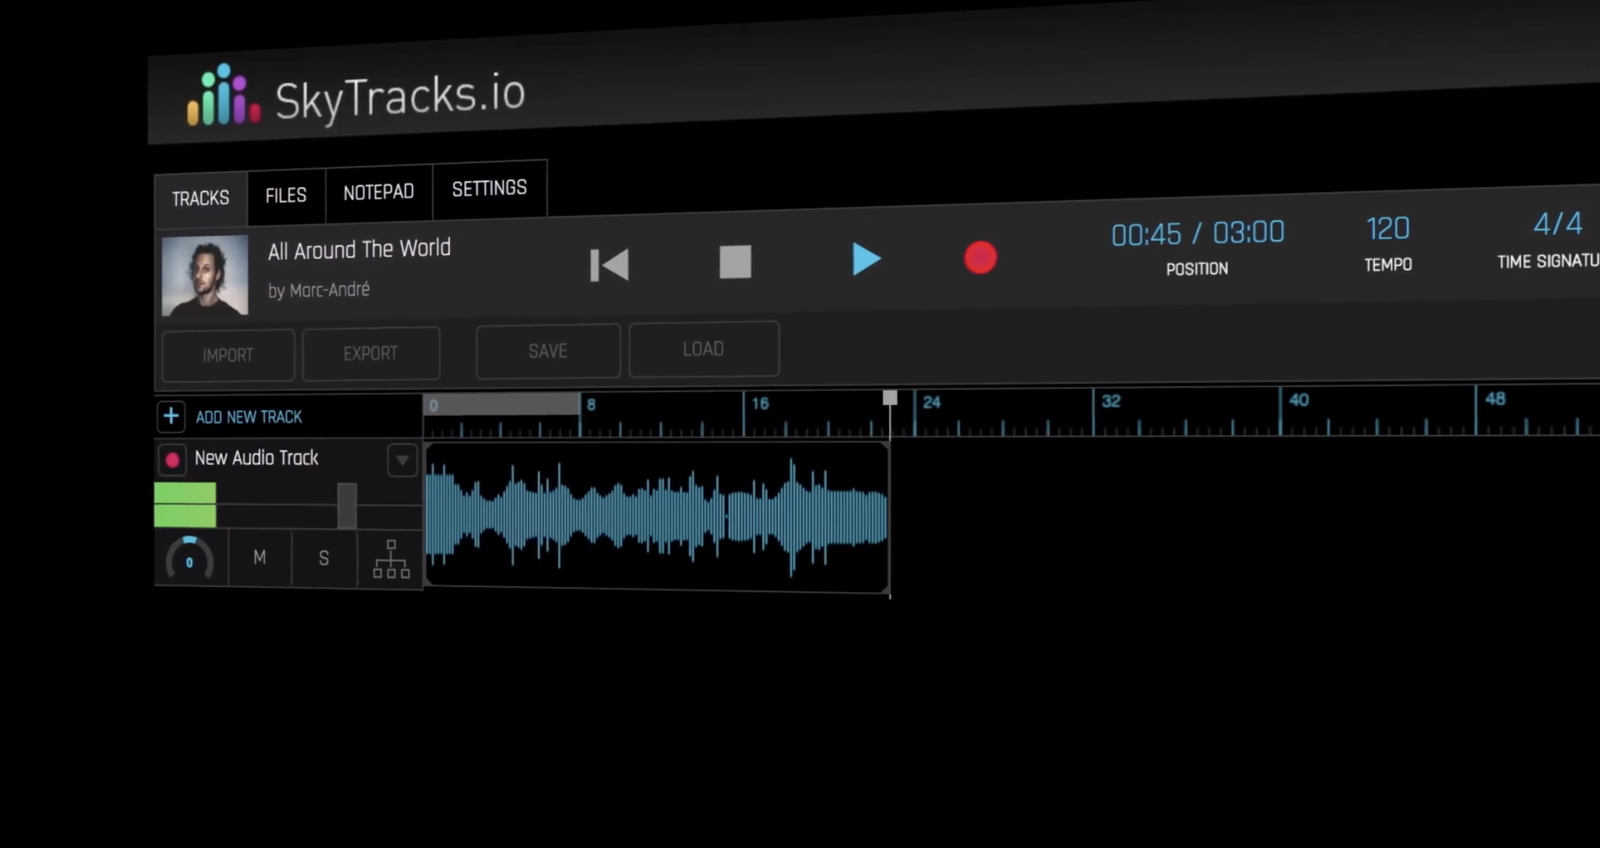 SkyTracks.io
TRACKS FILES NOTEPAD SETTINGS
All Around The World
by Marc-André
00:45 / 03:00 120 4/4
POSITION TEMPO TIME SIGNATU
IMPORT EXPORT SAVE LOAD
ADD NEW TRACK
0 8 16 24 32 40 48
New Audio Track
0 M S